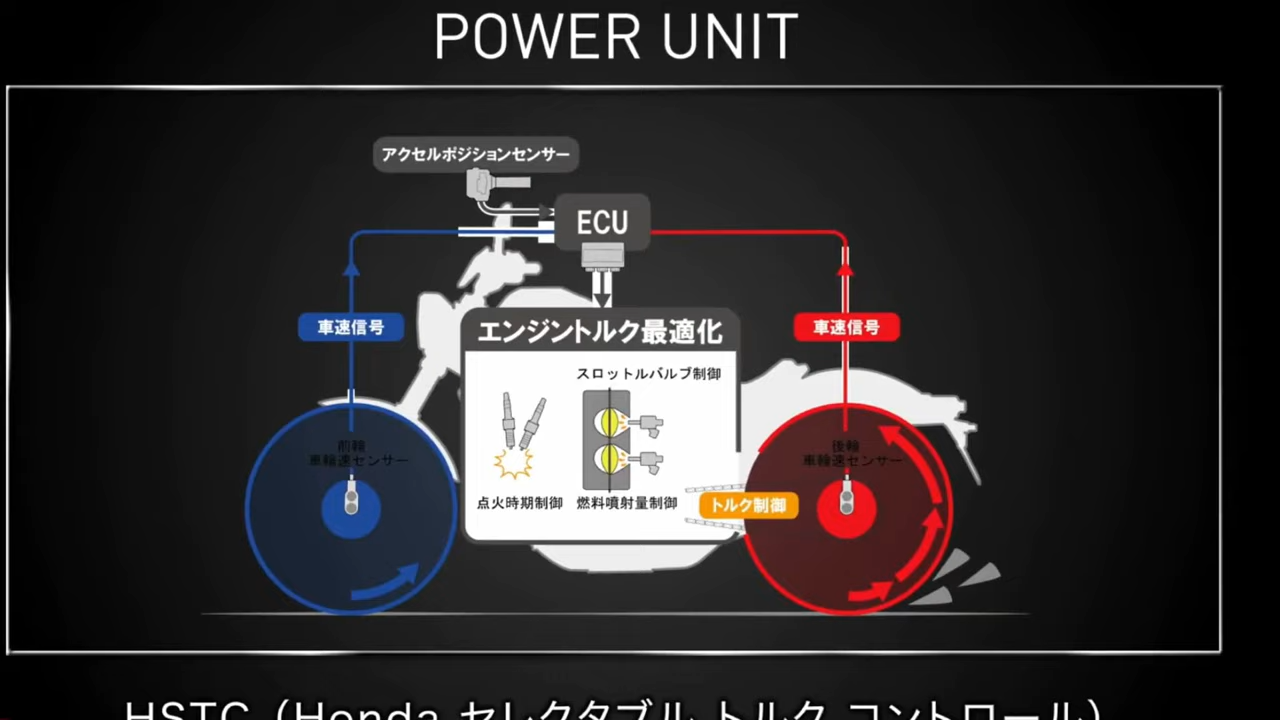 POWER UNIT
アクセルポジションセンサー
ECU
車速信号
エンジントルク最適化
車速信号
スロットルバルブ制御
前輪
車輪速センサー
後輪
車輪速センサー
点火時期制御
燃料噴射量制御
トルク制御
HSTC（Honda セレクタブル トルク コントロール）